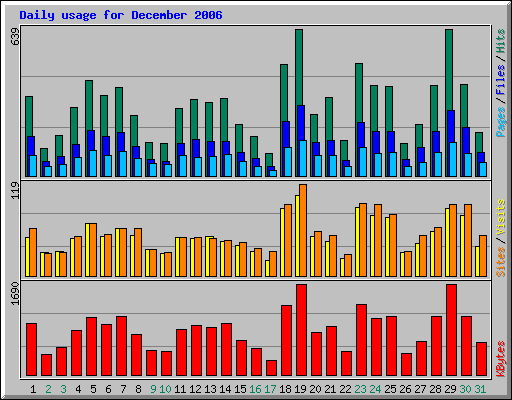 Daily usage for December 2006
639
Pages / Files / Hits
119
Sites / Visits
1690
KBytes
1 2 3 4 5 6 7 8 9 10 11 12 13 14 15 16 17 18 19 20 21 22 23 24 25 26 27 28 29 30 31